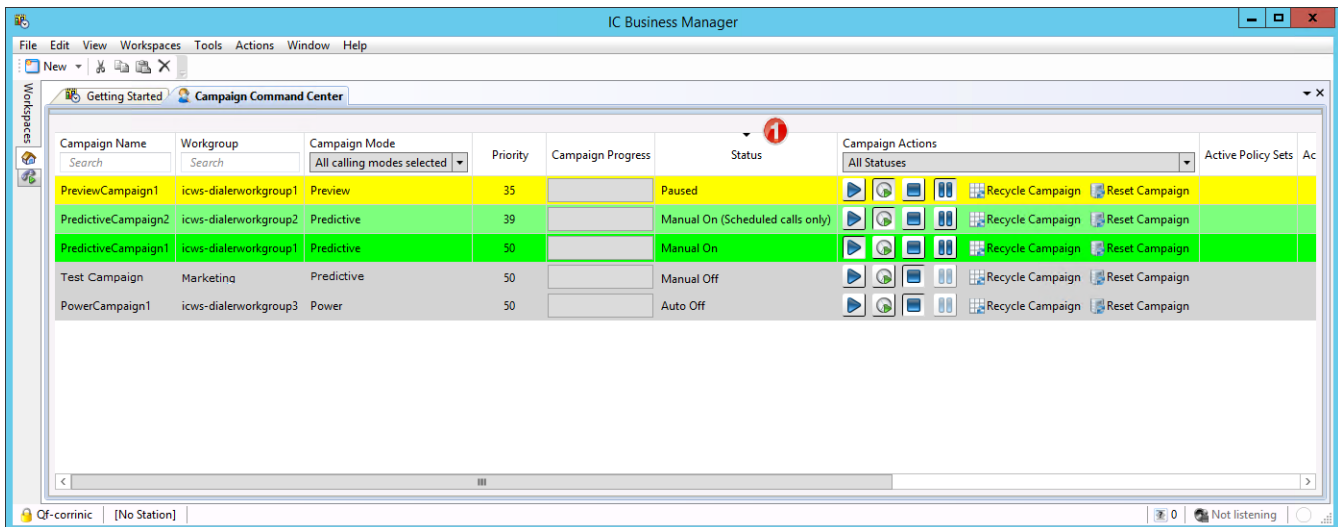 IC Business Manager
File Edit View Workspaces Tools Actions Window Help
New
Workspaces
Getting Started Campaign Command Center
1
Campaign Name Workgroup Campaign Mode Priority Campaign Progress Status Campaign Actions Active Policy Sets Ac
Search Search All calling modes selected All Statuses
PreviewCampaign1 icws-dialerworkgroup1 Preview 35 Paused Recycle Campaign Reset Campaign
PredictiveCampaign2 icws-dialerworkgroup2 Predictive 39 Manual On (Scheduled calls only) Recycle Campaign Reset Campaign
PredictiveCampaign1 icws-dialerworkgroup1 Predictive 50 Manual On Recycle Campaign Reset Campaign
Test Campaign Marketing Predictive 50 Manual Off Recycle Campaign Reset Campaign
PowerCampaign1 icws-dialerworkgroup3 Power 50 Auto Off Recycle Campaign Reset Campaign
Qf-corrinic [No Station] 0 Not listening